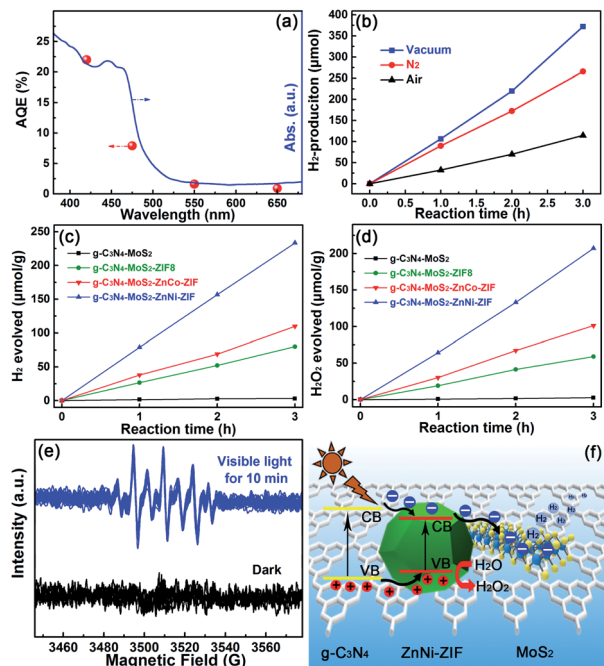 (a)
AQE (%)
25
20
15
10
5
0
Abs. (a.u.)
400 450 500 550 600 650
Wavelength (nm)
(b)
H2-produciton (μmol)
400
350
300
250
200
150
100
50
0
Vacuum
N2
Air
0.0 0.5 1.0 1.5 2.0 2.5 3.0
Reaction time (h)
(c)
H2 evolved (μmol/g)
250
200
150
100
50
0
g-C3N4-MoS2
g-C3N4-MoS2-ZIF8
g-C3N4-MoS2-ZnCo-ZIF
g-C3N4-MoS2-ZnNi-ZIF
0 1 2 3
Reaction time (h)
(d)
H2O2 evolved (μmol/g)
200
150
100
50
0
g-C3N4-MoS2
g-C3N4-MoS2-ZIF8
g-C3N4-MoS2-ZnCo-ZIF
g-C3N4-MoS2-ZnNi-ZIF
0 1 2 3
Reaction time (h)
(e)
Intensity (a.u.)
Visible light
for 10 min
Dark
3460 3480 3500 3520 3540 3560
Magnetic Field (G)
(f)
CB
CB
VB
VB
H2 H2 H2
H2 H2
H2
H2
H2O
H2O2
g-C3N4 ZnNi-ZIF MoS2